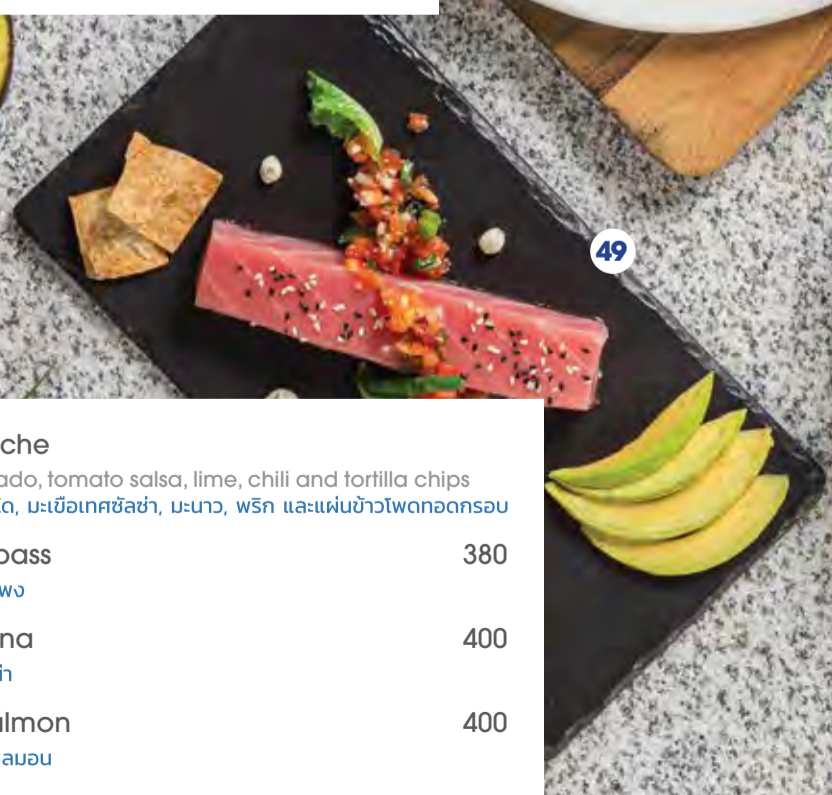 49
che
ado, tomato salsa, lime, chili and tortilla chips
ด, มะเขือเทศซัลซ่า, มะนาว, พริก และแผ่นข้าวโพดทอดกรอบ
bass 380
พง
na 400
น่า
almon 400
ลมอน